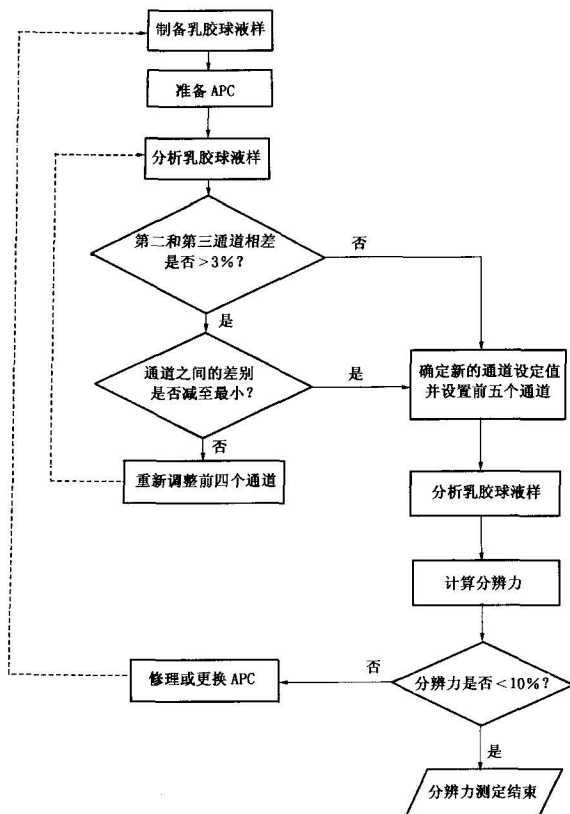 制备乳胶球液样
准备 APC
分析乳胶球液样
第二和第三通道相差
是否>3%?
否
是
通道之间的差别
是否减至最小?
是
否
确定新的通道设定值
并设置前五个通道
重新调整前四个通道
分析乳胶球液样
计算分辨力
分辨力是否<10%?
否
修理或更换 APC
是
分辨力测定结束